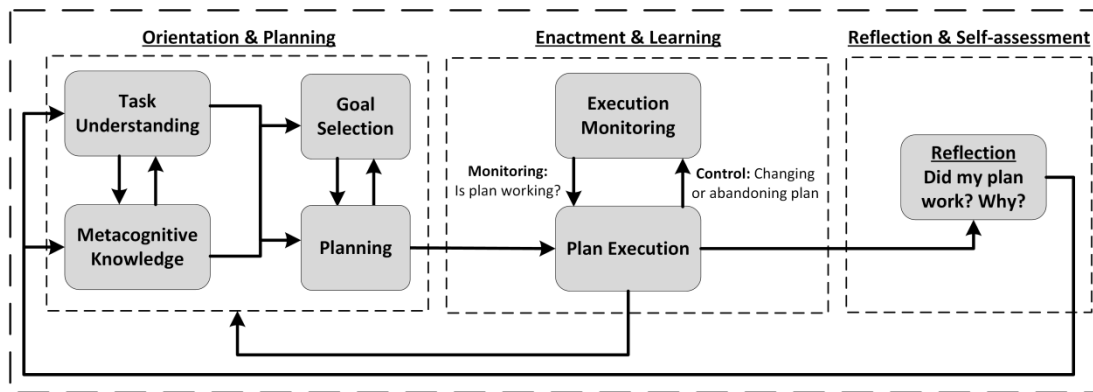 Orientation & Planning
Task
Understanding
Goal
Selection
Metacognitive
Knowledge
Planning
Enactment & Learning
Execution
Monitoring
Monitoring:
Is plan working?
Control: Changing
or abandoning plan
Plan Execution
Reflection & Self-assessment
Reflection
Did my plan
work? Why?